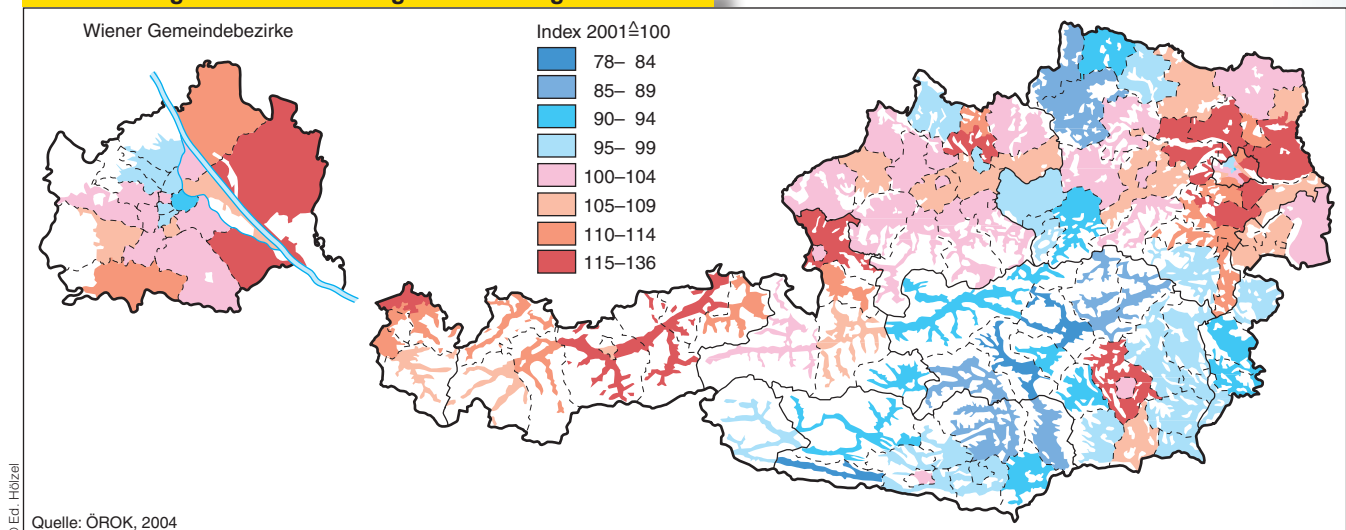 Wiener Gemeindebezirke
Index 2001≙100
78– 84
85– 89
90– 94
95– 99
100–104
105–109
110–114
115–136
Ed. Hölzel
Quelle: ÖROK, 2004